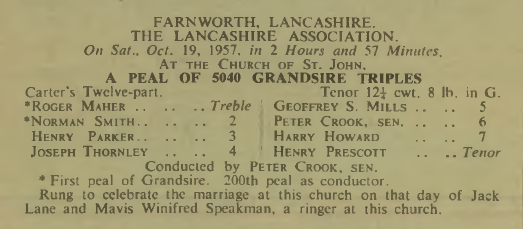 FARNWORTH, LANCASHIRE.
THE LANCASHIRE ASSOCIATION.
On Sat., Oct. 19, 1957, in 2 Hours and 57 Minutes,
AT THE CHURCH OF ST. JOHN,
A PEAL OF 5040 GRANDSIRE TRIPLES
Carter's Twelve-part. Tenor 12¼ cwt. 8 lb. in G.
*ROGER MAHER .. .. .. Treble GEOFFREY S. MILLS .. .. 5
*NORMAN SMITH .. .. .. 2 PETER CROOK, SEN. .. .. 6
HENRY PARKER .. .. .. 3 HARRY HOWARD .. .. 7
JOSEPH THORNLEY .. .. 4 HENRY PRESCOTT .. .. Tenor
Conducted by PETER CROOK, SEN.
* First peal of Grandsire. 200th peal as conductor.
Rung to celebrate the marriage at this church on that day of Jack
Lane and Mavis Winifred Speakman, a ringer at this church.